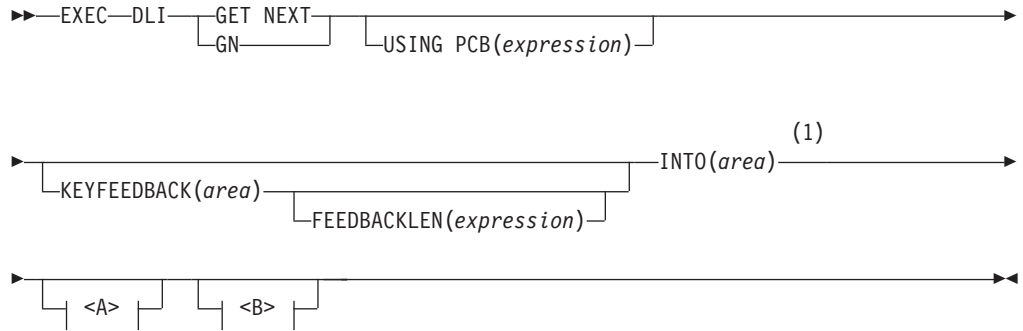 EXEC DLI GET NEXT
GN
USING PCB(expression)
(1)
INTO(area)
KEYFEEDBACK(area)
FEEDBACKLEN(expression)
<A> <B>